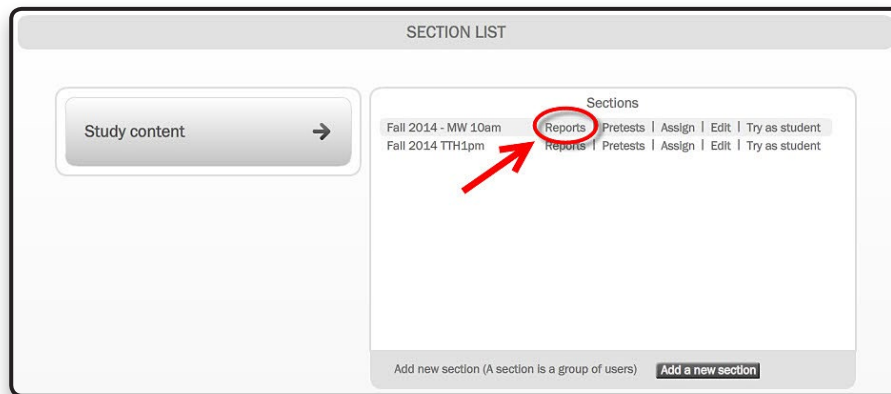 SECTION LIST
Study content
Sections
Fall 2014 - MW 10am Reports | Pretests | Assign | Edit | Try as student
Fall 2014 TTH1pm Reports | Pretests | Assign | Edit | Try as student
Add new section (A section is a group of users) Add a new section